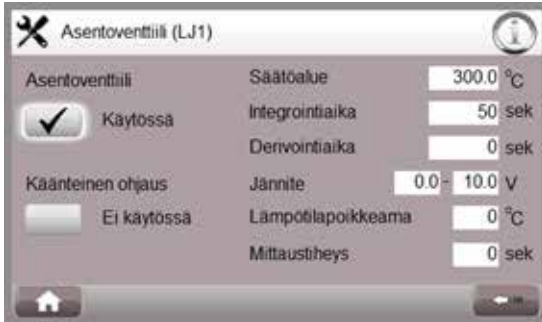 Asentoventtiili (LJ1)
Asentoventtiili
Käytössä
Käänteinen ohjaus
Ei käytössä
Säätöalue 300.0 °C
Integrointiaika 50 sek
Derivointiaika 0 sek
Jännite 0.0 - 10.0 V
Lämpötilapoikkeama 0 °C
Mittaustiheys 0 sek